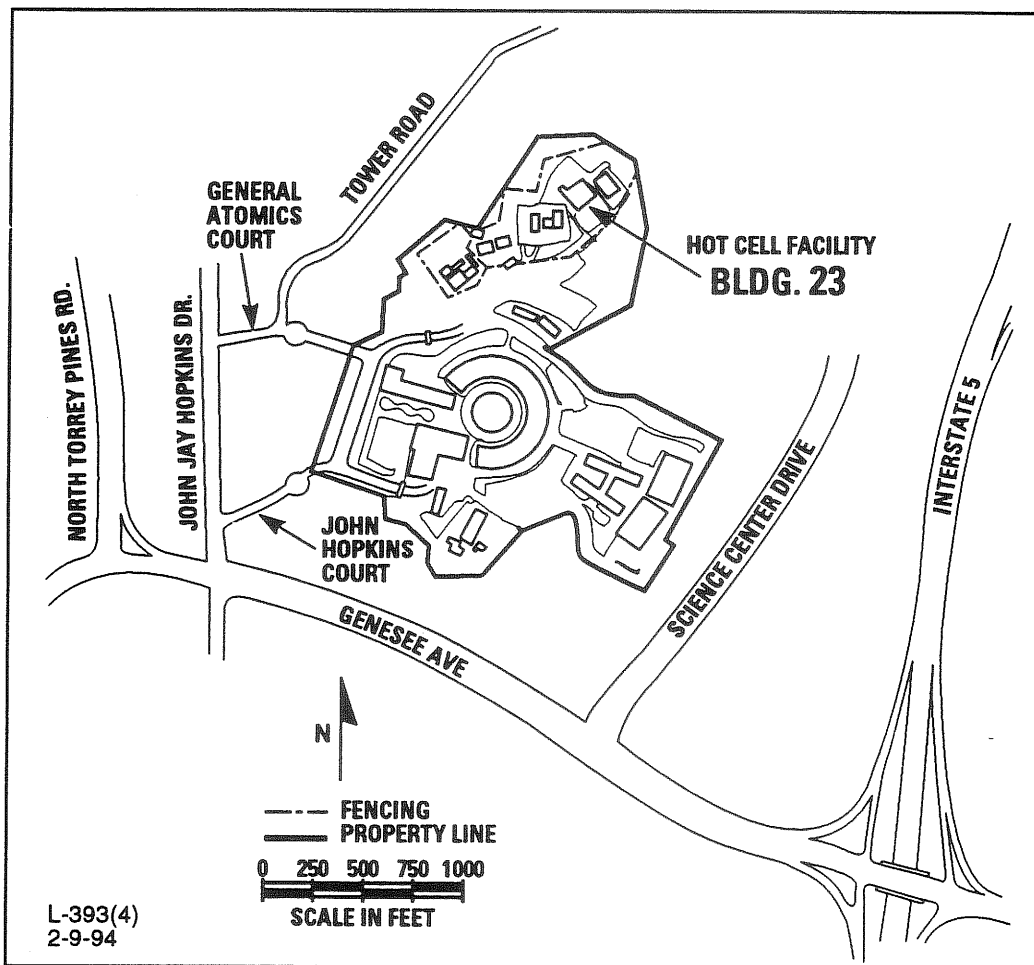 TOWER ROAD
GENERAL
ATOMICS
COURT
HOT CELL FACILITY
BLDG. 23
NORTH TORREY PINES RD.
JOHN JAY HOPKINS DR.
INTERSTATE 5
SCIENCE CENTER DRIVE
JOHN
HOPKINS
COURT
GENESEE AVE
N
FENCING
PROPERTY LINE
0 250 500 750 1000
SCALE IN FEET
L-393(4)
2-9-94